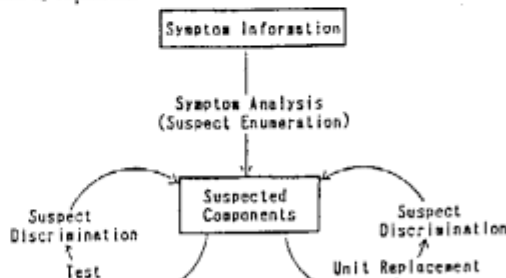 Symptom Information
Symptom Analysis
(Suspect Enumeration)
Suspected
Components
Suspect
Discrimination
Test
Suspect
Discrimination
Unit Replacement